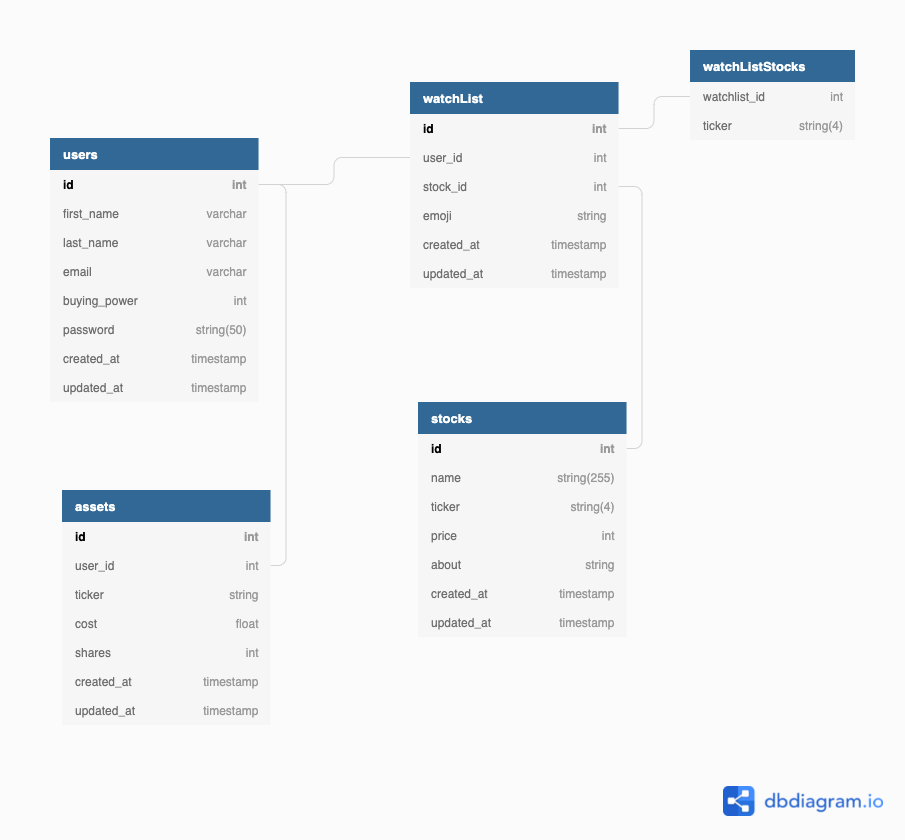 users
id int
first_name varchar
last_name varchar
email varchar
buying_power int
password string(50)
created_at timestamp
updated_at timestamp
assets
id int
user_id int
ticker string
cost float
shares int
created_at timestamp
updated_at timestamp
watchList
id int
user_id int
stock_id int
emoji string
created_at timestamp
updated_at timestamp
stocks
id int
name string(255)
ticker string(4)
price int
about string
created_at timestamp
updated_at timestamp
watchListStocks
watchlist_id int
ticker string(4)
dbdiagram.io